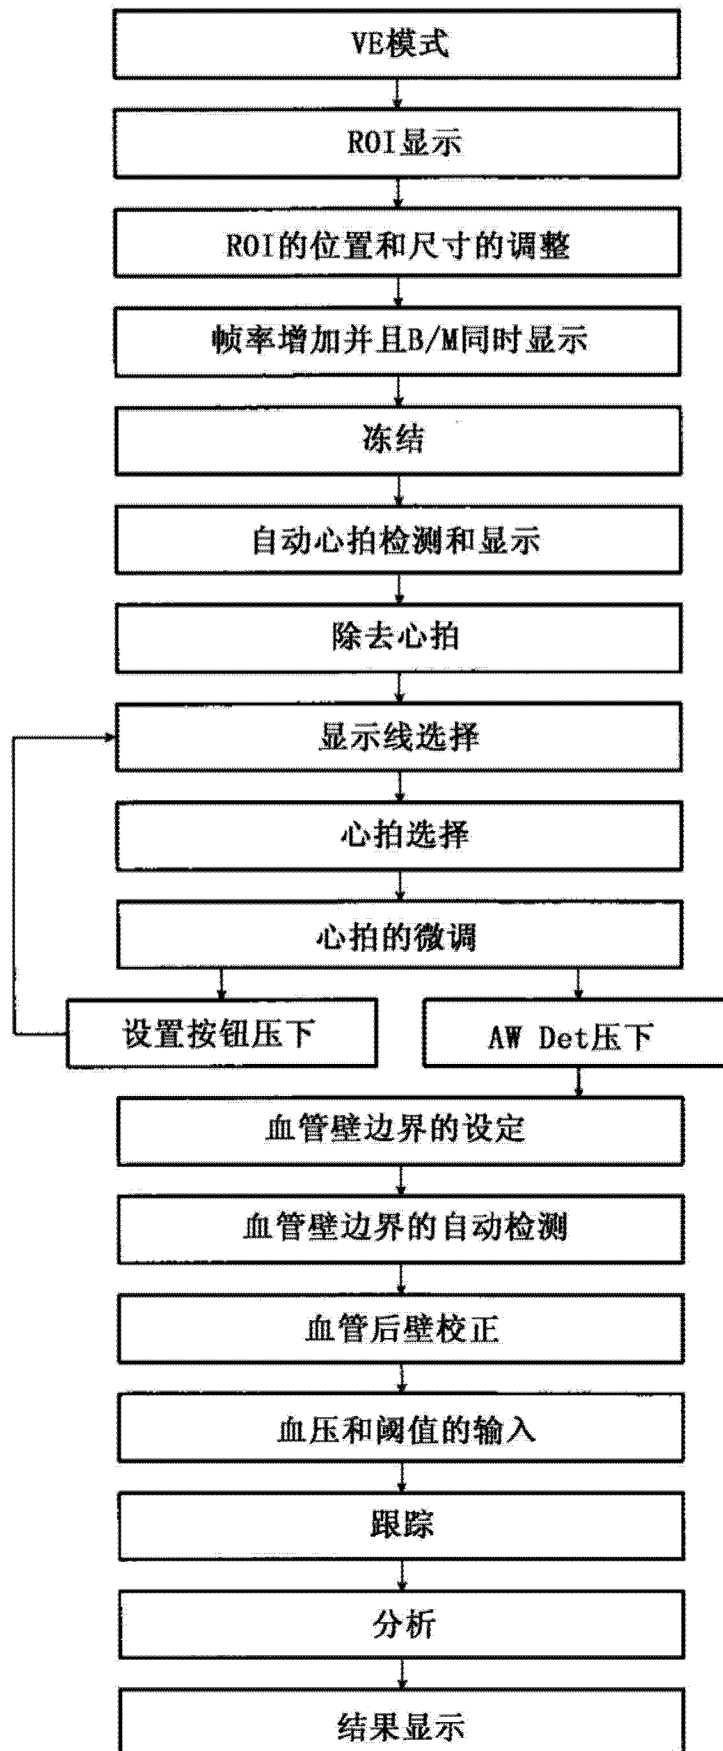 VE模式
ROI显示
ROI的位置和尺寸的调整
帧率增加并且B/M同时显示
冻结
自动心拍检测和显示
除去心拍
显示线选择
心拍选择
心拍的微调
设置按钮压下
AW Det压下
血管壁边界的设定
血管壁边界的自动检测
血管后壁校正
血压和阈值的输入
跟踪
分析
结果显示